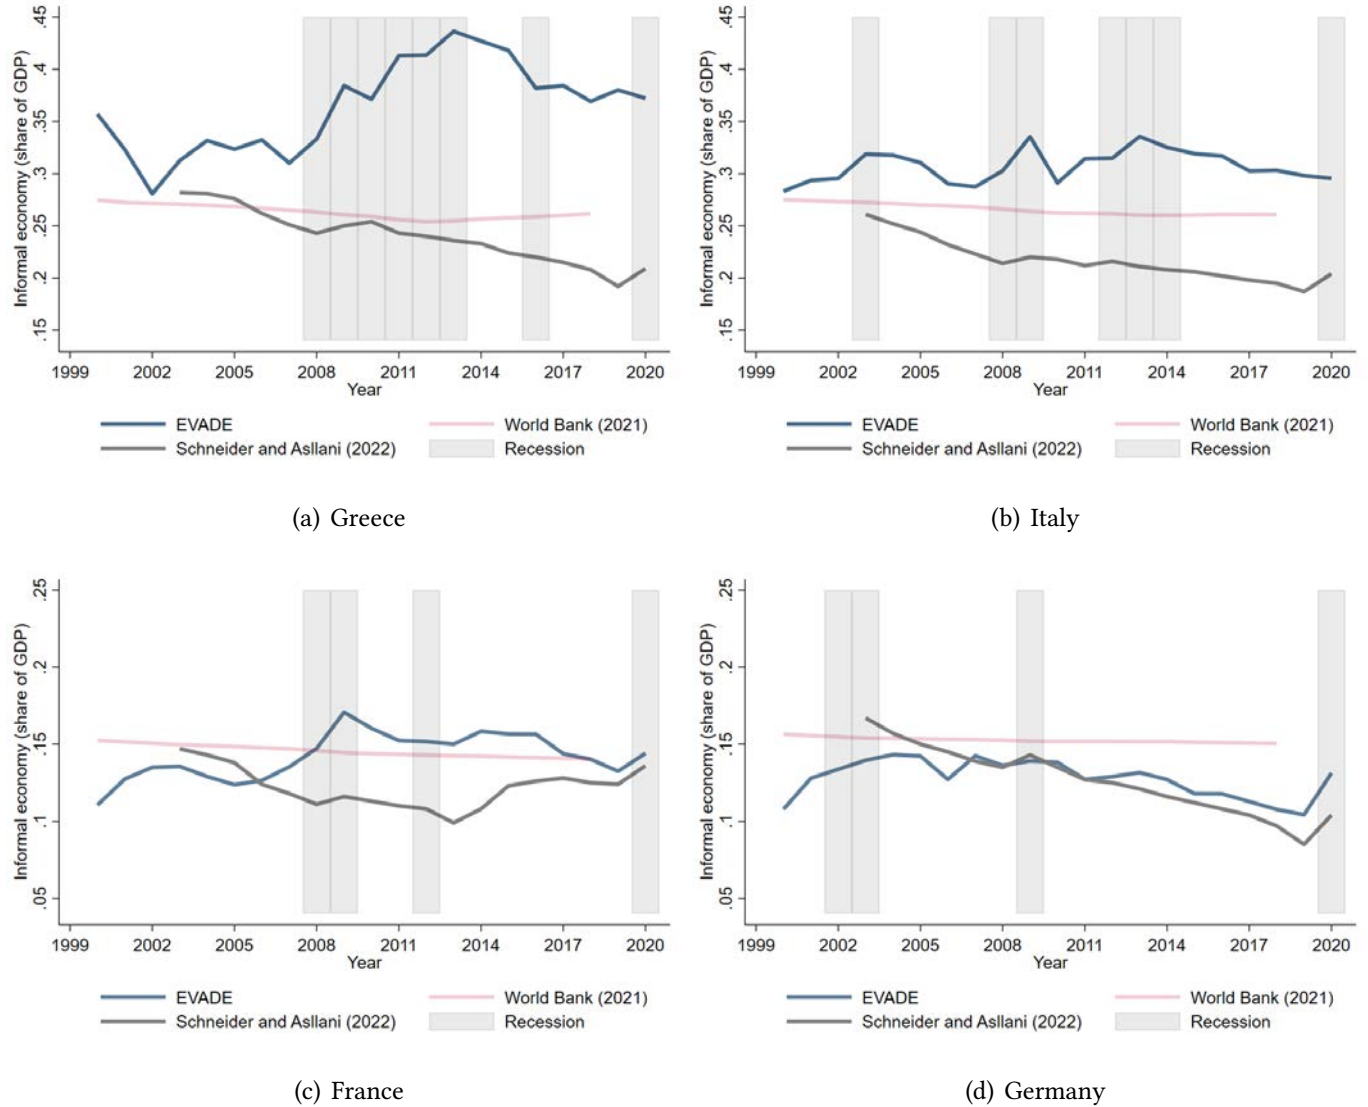 Informal economy (share of GDP)
.45
.4
.35
.3
.25
.2
.15
1999 2002 2005 2008 2011 2014 2017 2020
Year
EVADE World Bank (2021)
Schneider and Asllani (2022) Recession
(a) Greece
Informal economy (share of GDP)
.45
.4
.35
.3
.25
.2
.15
1999 2002 2005 2008 2011 2014 2017 2020
Year
EVADE World Bank (2021)
Schneider and Asllani (2022) Recession
(b) Italy
Informal economy (share of GDP)
.25
.2
.15
.1
.05
1999 2002 2005 2008 2011 2014 2017 2020
Year
EVADE World Bank (2021)
Schneider and Asllani (2022) Recession
(c) France
Informal economy (share of GDP)
.25
.2
.15
.1
.05
1999 2002 2005 2008 2011 2014 2017 2020
Year
EVADE World Bank (2021)
Schneider and Asllani (2022) Recession
(d) Germany